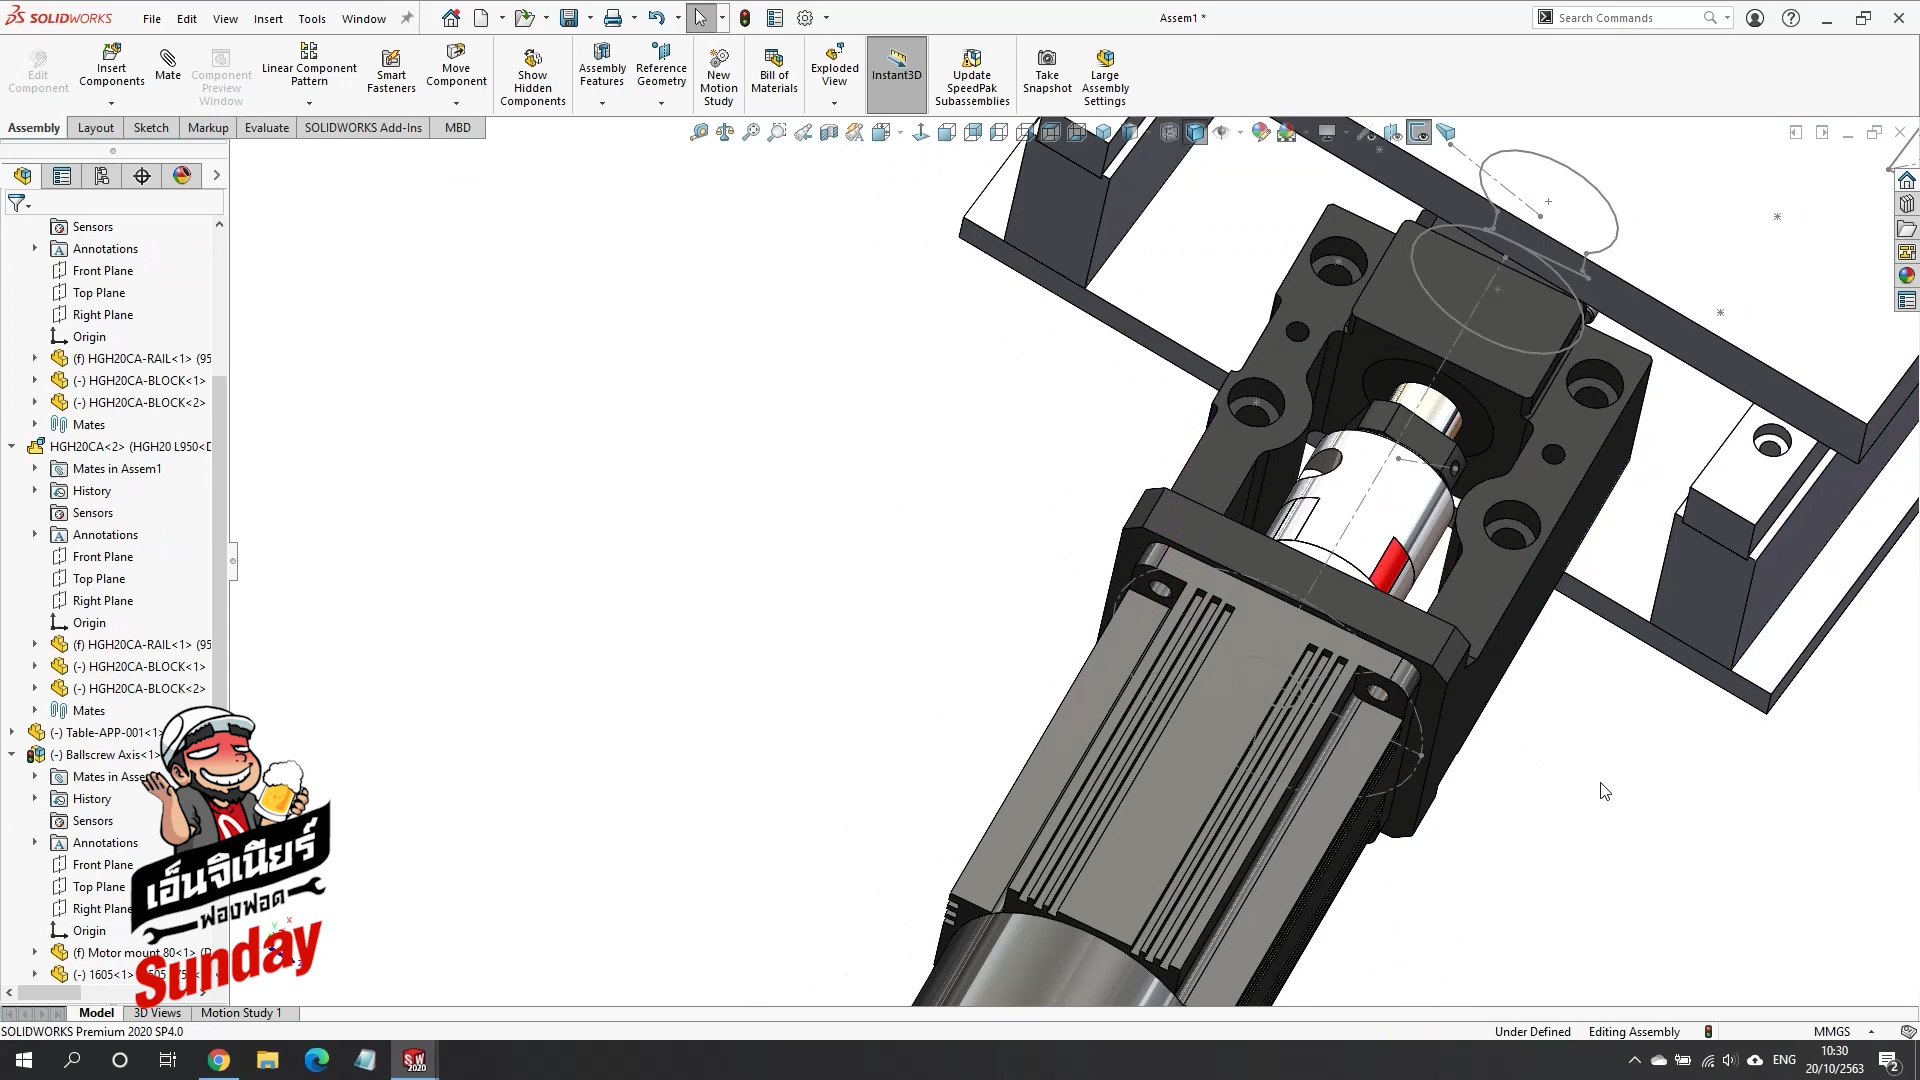 SOLIDWORKS
File Edit View Insert Tools Window
Assem1 *
Search Commands
Edit Component
Insert Components
Mate
Component Preview Window
Linear Component Pattern
Smart Fasteners
Move Component
Show Hidden Components
Assembly Features
Reference Geometry
New Motion Study
Bill of Materials
Exploded View
Instant3D
Update SpeedPak Subassemblies
Take Snapshot
Large Assembly Settings
Assembly Layout Sketch Markup Evaluate SOLIDWORKS Add-Ins MBD
Sensors
Annotations
Front Plane
Top Plane
Right Plane
Origin
(f) HGH20CA-RAIL<1> (95
(-) HGH20CA-BLOCK<1>
(-) HGH20CA-BLOCK<2>
Mates
HGH20CA<2> (HGH20 L950<D
Mates in Assem1
History
Sensors
Annotations
Front Plane
Top Plane
Right Plane
Origin
(f) HGH20CA-RAIL<1> (95
(-) HGH20CA-BLOCK<1>
(-) HGH20CA-BLOCK<2>
Mates
(-) Table-APP-001<1>
(-) Ballscrew Axis<1>
Mates in Asse
History
Sensors
Annotations
Front Plane
Top Plane
Right Plane
Origin
(f) Motor mount 80<1> (D
(-) 1605<1>
เอ็นจิเนียร์
ฟองฟอด
Sunday
Model 3D Views Motion Study 1
SOLIDWORKS Premium 2020 SP4.0
Under Defined Editing Assembly MMGS
ENG
10:30
20/10/2563